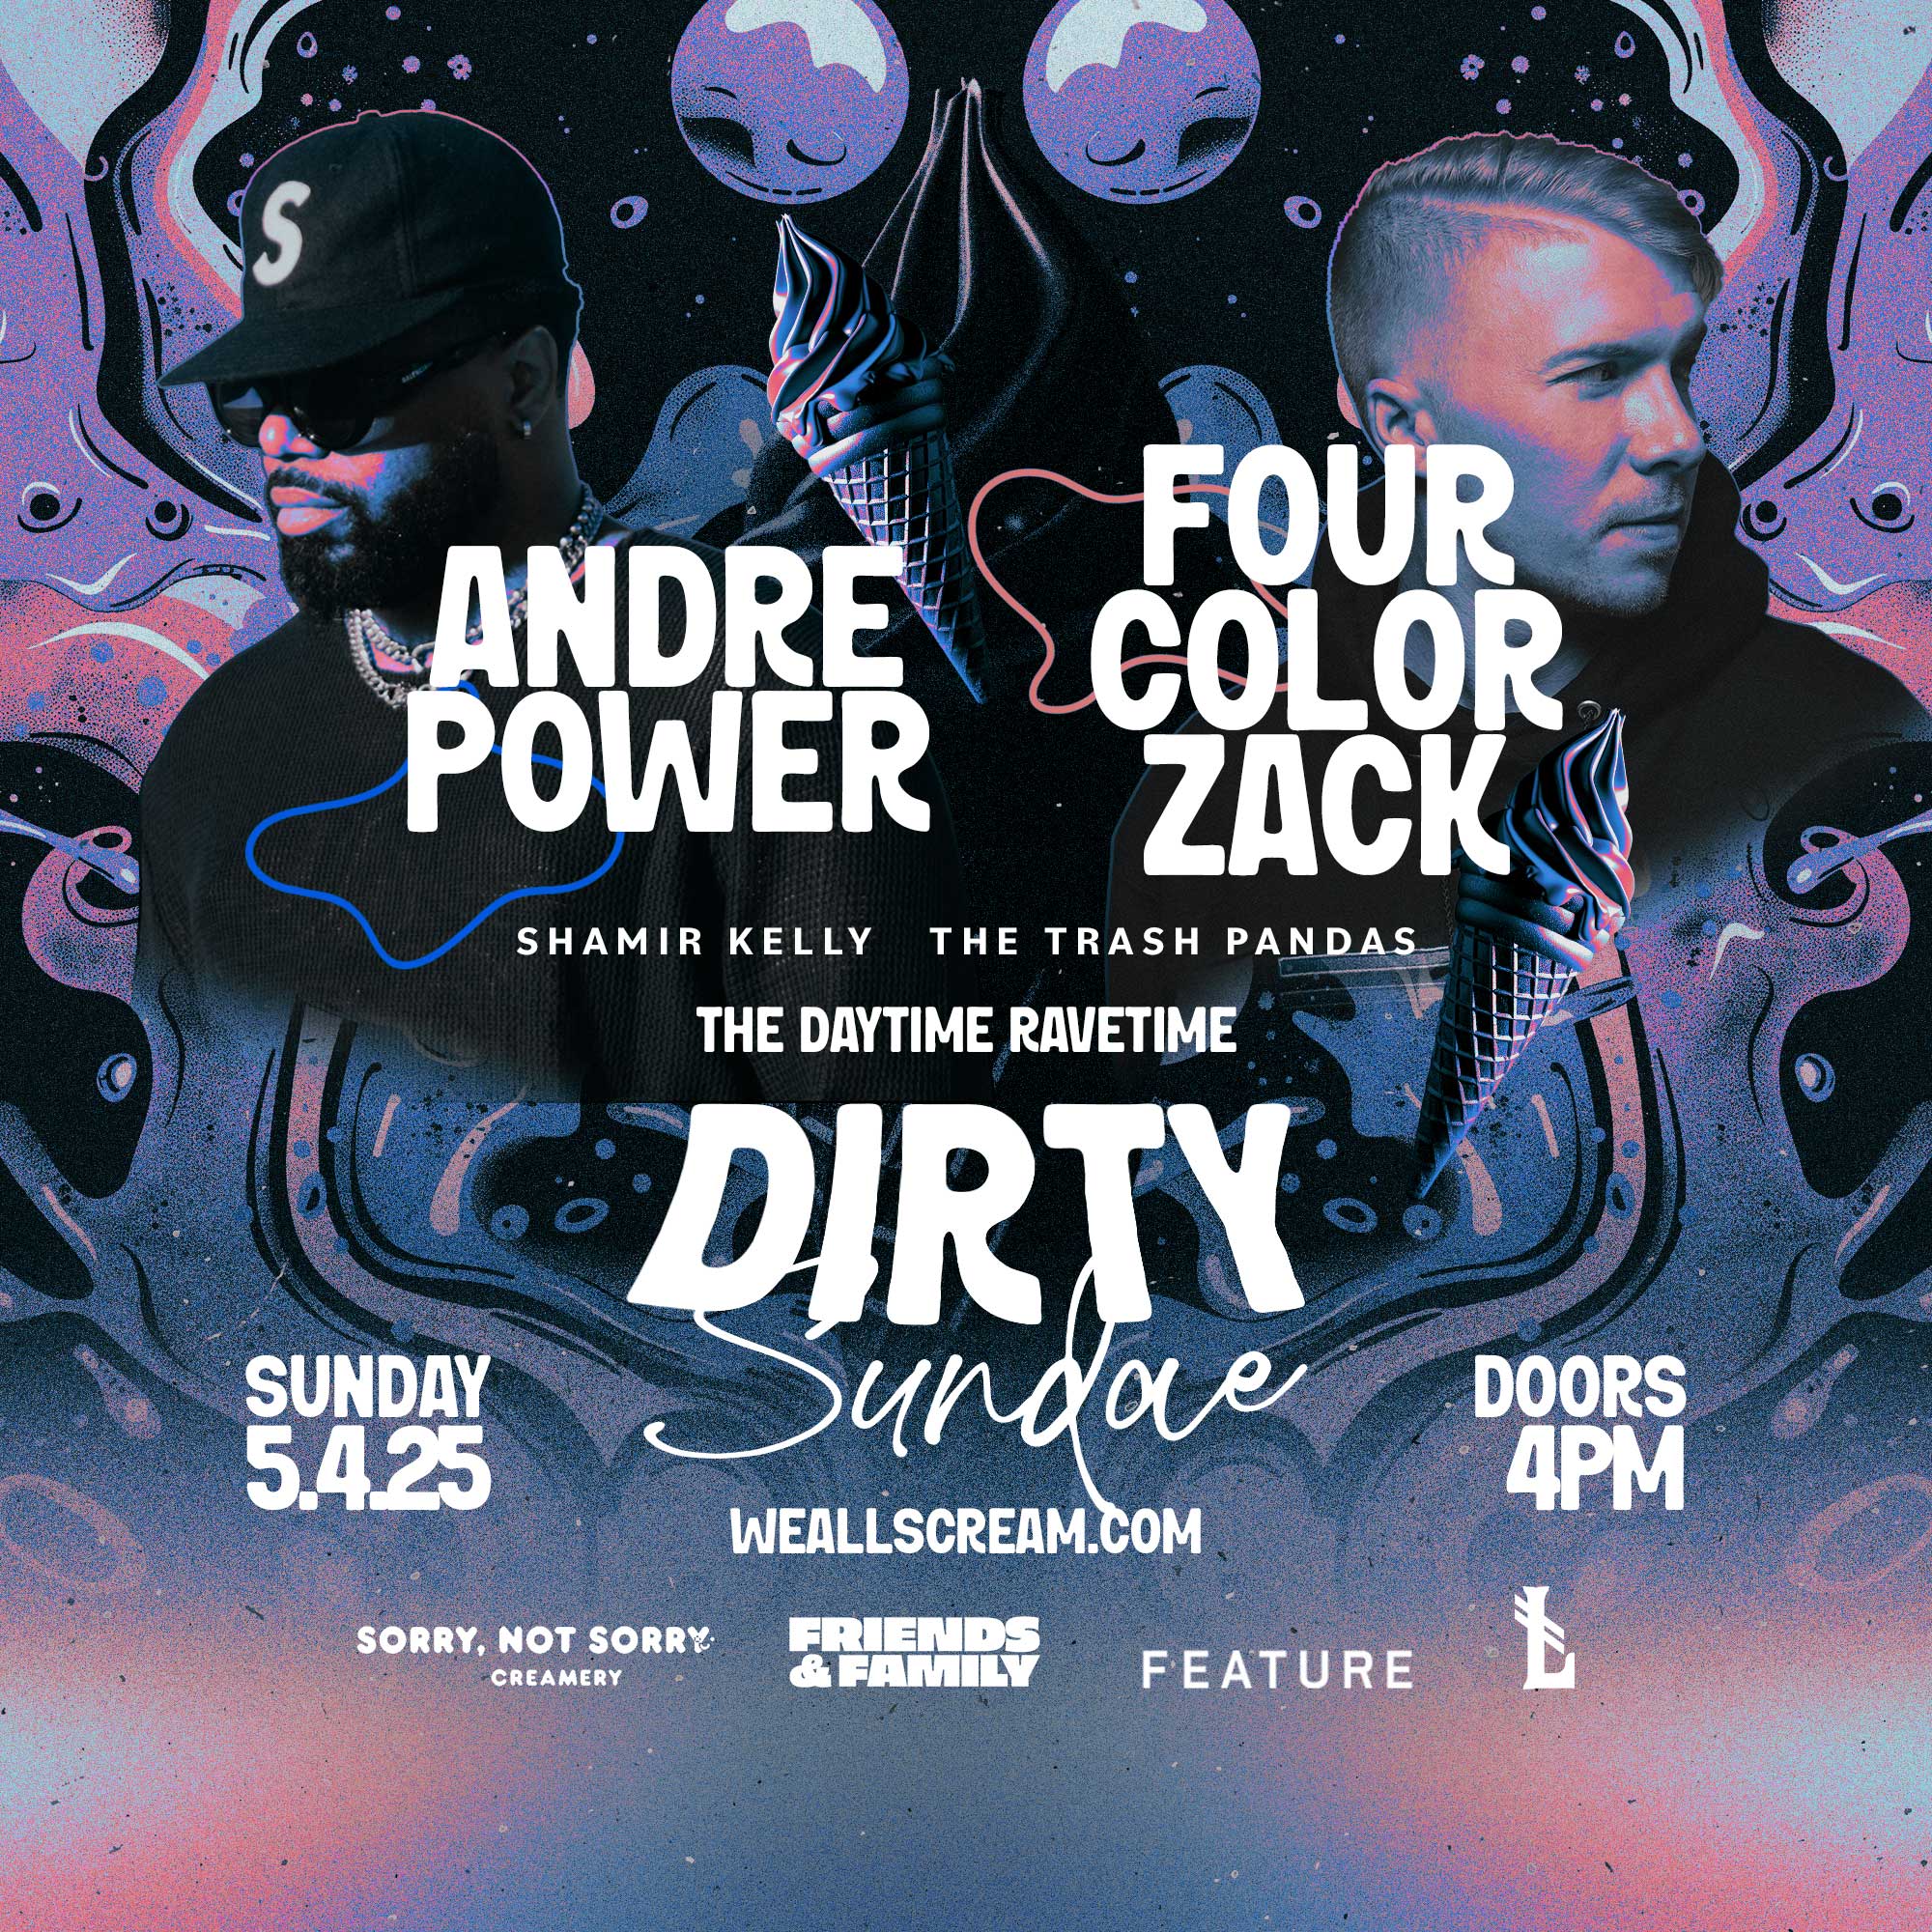 S
ANDRE
POWER
FOUR
COLOR
ZACK
SHAMIR KELLY THE TRASH PANDAS
THE DAYTIME RAVETIME
DIRTY
Sundae
SUNDAY
5.4.25
DOORS
4PM
WEALLSCREAM.COM
SORRY, NOT SORRY
CREAMERY
FRIENDS
& FAMILY
FEATURE
L